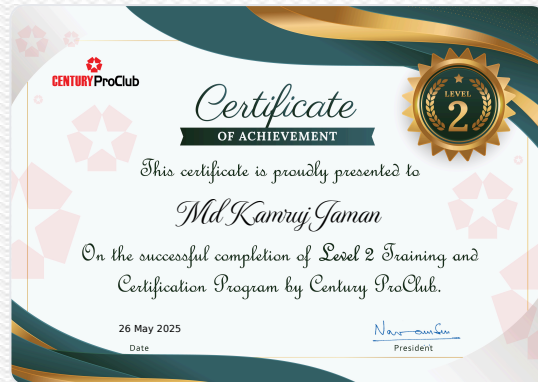 CENTURY ProClub
Certificate
OF ACHIEVEMENT
LEVEL
2
This certificate is proudly presented to
Md Kamruj Jaman
On the successful completion of Level 2 Training and
Certification Program by Century ProClub.
26 May 2025
Date
President